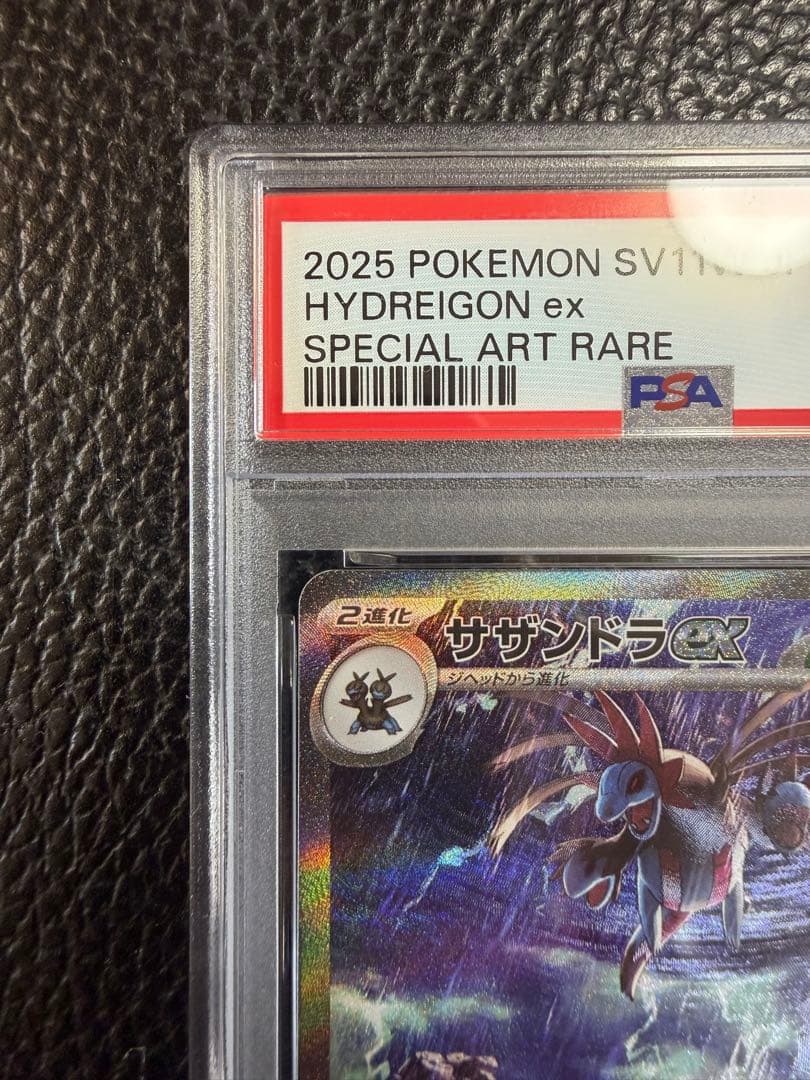 2025 POKEMON
HYDREIGON ex
SPECIAL ART RARE
PSA
2進化
サザンドラex
ジヘッドから進化